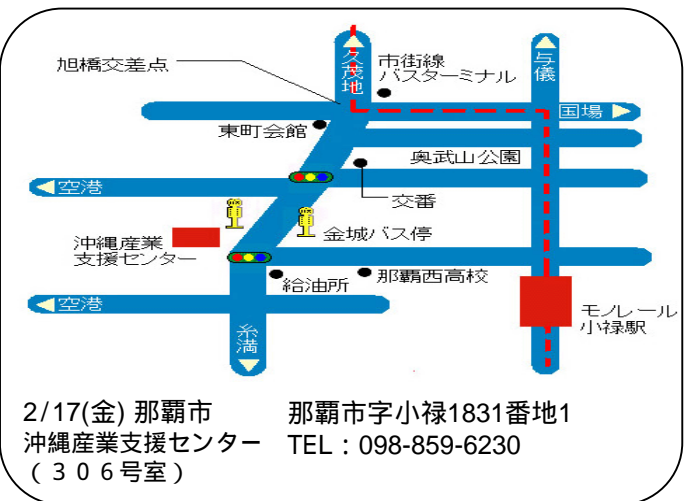 久茂地
市街線
バスターミナル
与儀
旭橋交差点
国場
東町会館
奥武山公園
空港
交番
金城バス停
沖縄産業
支援センター
給油所
那覇西高校
空港
糸満
モノレール
小禄駅
2/17(金) 那覇市
沖縄産業支援センター
(306号室)
那覇市字小禄1831番地1
TEL:098-859-6230